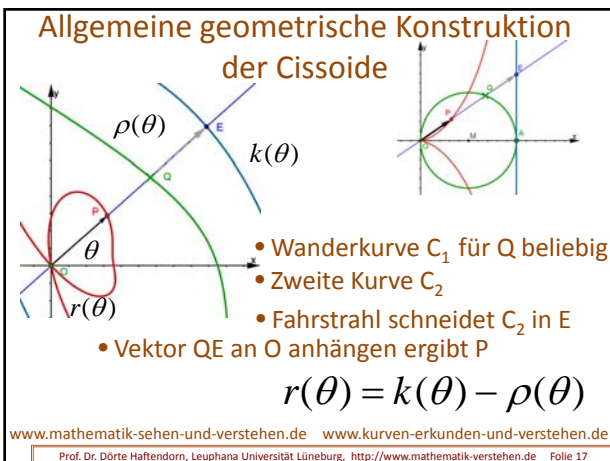 Allgemeine geometrische Konstruktion
der Cissoide
y
ρ(θ)
E
k(θ)
Q
P
θ
x
O
r(θ)
y
E
Q
P
O
M
A
x
• Wanderkurve C₁ für Q beliebig
• Zweite Kurve C₂
• Fahrstrahl schneidet C₂ in E
• Vektor QE an O anhängen ergibt P
r(θ) = k(θ) − ρ(θ)
www.mathematik-sehen-und-verstehen.de www.kurven-erkunden-und-verstehen.de
Prof. Dr. Dörte Haftendorn, Leuphana Universität Lüneburg, http://www.mathematik-verstehen.de Folie 17